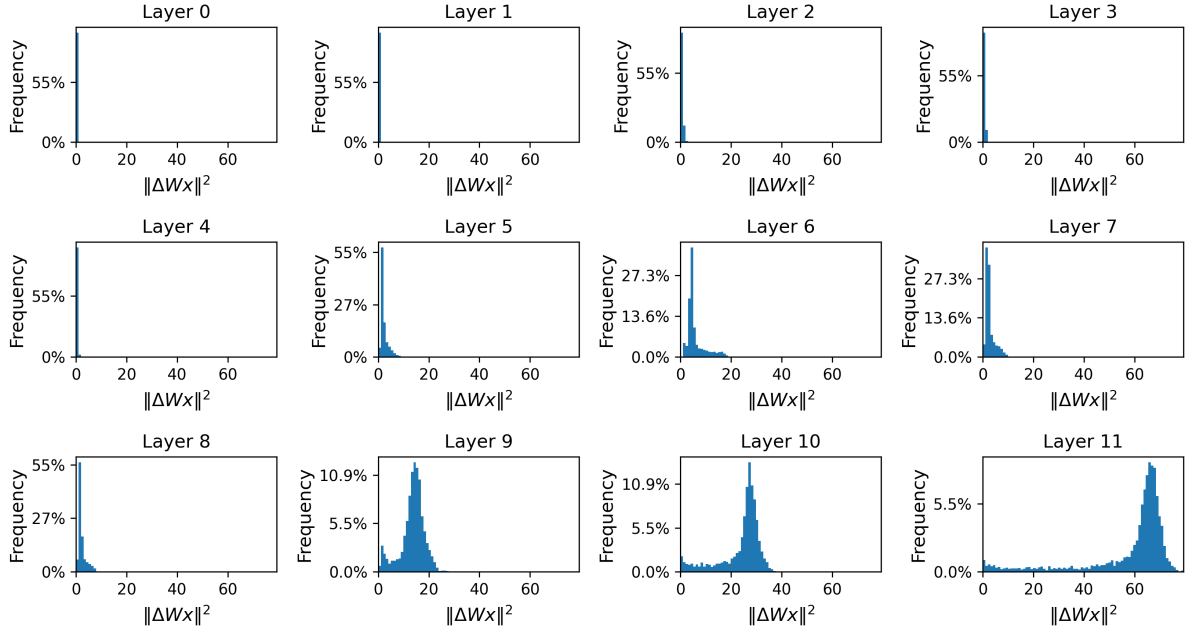 Layer 0
Frequency
55%
0%
0 20 40 60
‖ΔWx‖²
Layer 1
Frequency
55%
0%
0 20 40 60
‖ΔWx‖²
Layer 2
Frequency
55%
0%
0 20 40 60
‖ΔWx‖²
Layer 3
Frequency
55%
0%
0 20 40 60
‖ΔWx‖²
Layer 4
Frequency
55%
0%
0 20 40 60
‖ΔWx‖²
Layer 5
Frequency
55%
27%
0%
0 20 40 60
‖ΔWx‖²
Layer 6
Frequency
27.3%
13.6%
0.0%
0 20 40 60
‖ΔWx‖²
Layer 7
Frequency
27.3%
13.6%
0.0%
0 20 40 60
‖ΔWx‖²
Layer 8
Frequency
55%
27%
0%
0 20 40 60
‖ΔWx‖²
Layer 9
Frequency
10.9%
5.5%
0.0%
0 20 40 60
‖ΔWx‖²
Layer 10
Frequency
10.9%
5.5%
0.0%
0 20 40 60
‖ΔWx‖²
Layer 11
Frequency
5.5%
0.0%
0 20 40 60
‖ΔWx‖²